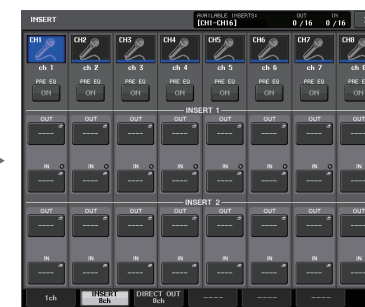 INSERT
AVAILABLE INSERTS:
[CH1-CH16]
OUT IN
0/16 0/16
CH1 CH2 CH3 CH4 CH5 CH6 CH7 CH8
ch 1 ch 2 ch 3 ch 4 ch 5 ch 6 ch 7 ch 8
PRE EQ PRE EQ PRE EQ PRE EQ PRE EQ PRE EQ PRE EQ PRE E
ON ON ON ON ON ON ON ON
INSERT 1
OUT OUT OUT OUT OUT OUT OUT OUT
---- ---- ---- ---- ---- ---- ---- ----
IN IN IN IN IN IN IN IN
---- ---- ---- ---- ---- ---- ---- ----
INSERT 2
OUT OUT OUT OUT OUT OUT OUT OUT
---- ---- ---- ---- ---- ---- ---- ----
IN IN IN IN IN IN IN IN
---- ---- ---- ---- ---- ---- ---- ----
1ch INSERT 8ch DIRECT OUT 8ch ---- ---- ----